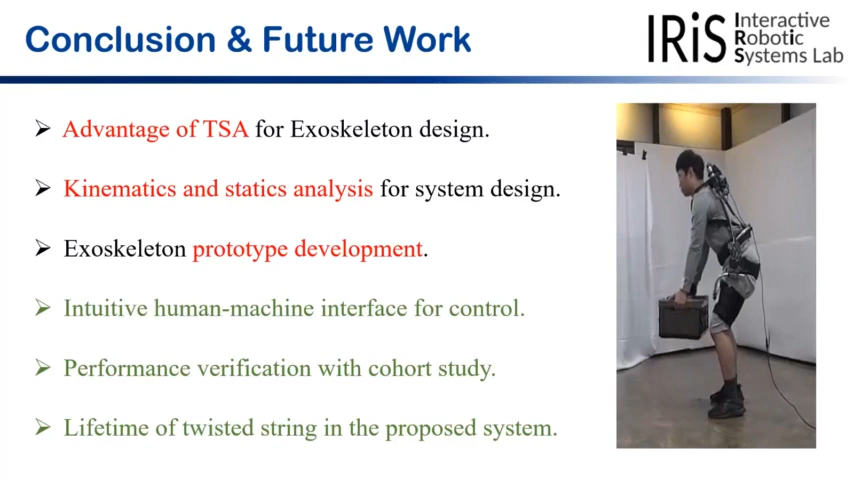 Conclusion & Future Work
IRiS Interactive
Robotic
Systems Lab
➢ Advantage of TSA for Exoskeleton design.
➢ Kinematics and statics analysis for system design.
➢ Exoskeleton prototype development.
➢ Intuitive human-machine interface for control.
➢ Performance verification with cohort study.
➢ Lifetime of twisted string in the proposed system.